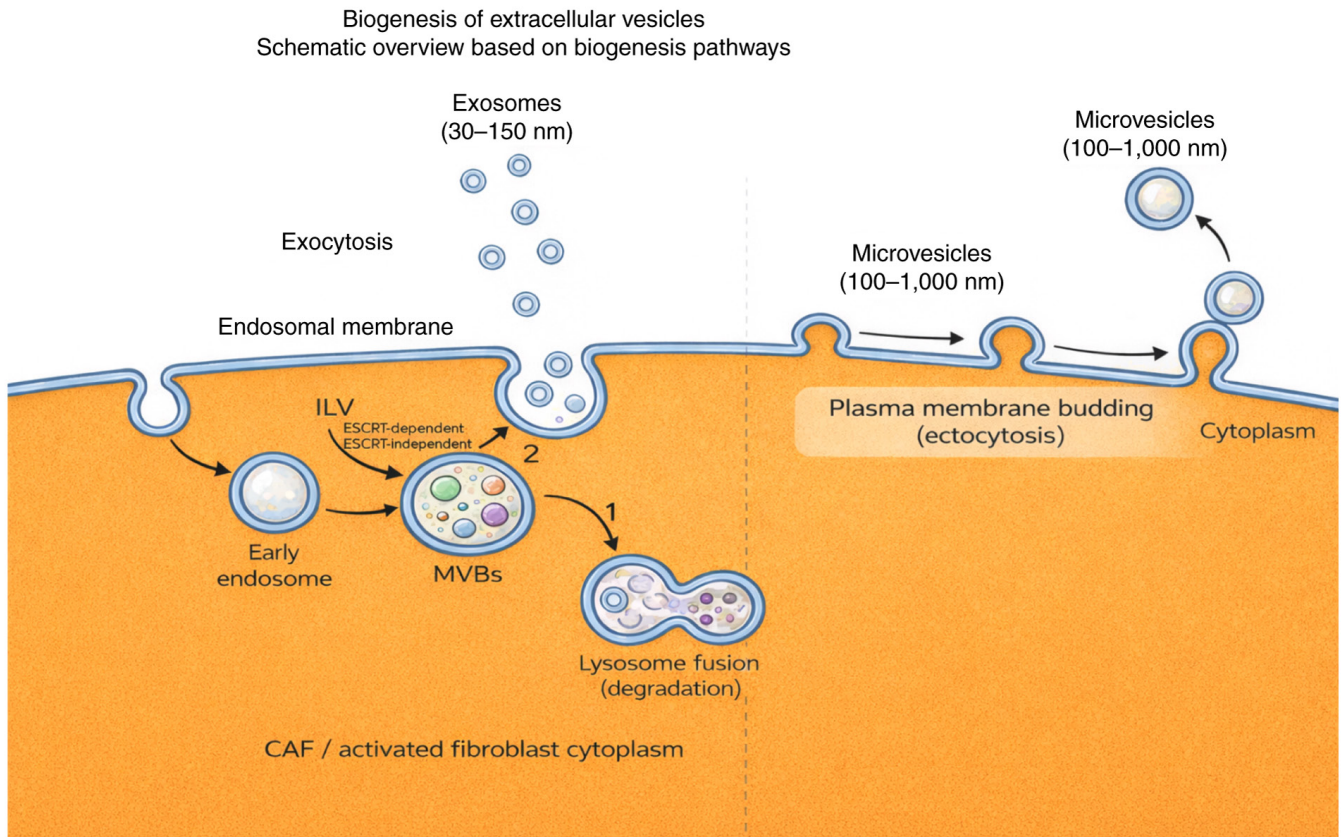 Biogenesis of extracellular vesicles
Schematic overview based on biogenesis pathways
Exosomes
(30–150 nm)
Microvesicles
(100–1,000 nm)
Exocytosis
Microvesicles
(100–1,000 nm)
Endosomal membrane
ILV
ESCRT-dependent
ESCRT-independent
2
Plasma membrane budding
(ectocytosis)
Cytoplasm
1
Early
endosome
MVBs
Lysosome fusion
(degradation)
CAF / activated fibroblast cytoplasm